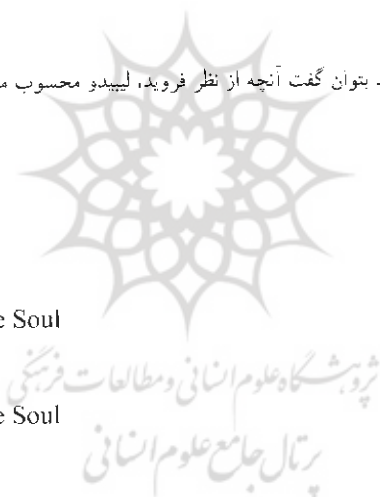 بتوان گفت آنچه از نظر فروید، لیبیدو محسوب
e Soul
پژوهشگاه علوم انسانی و مطالعات فرهنگی
e Soul
پرتال جامع علوم انسانی